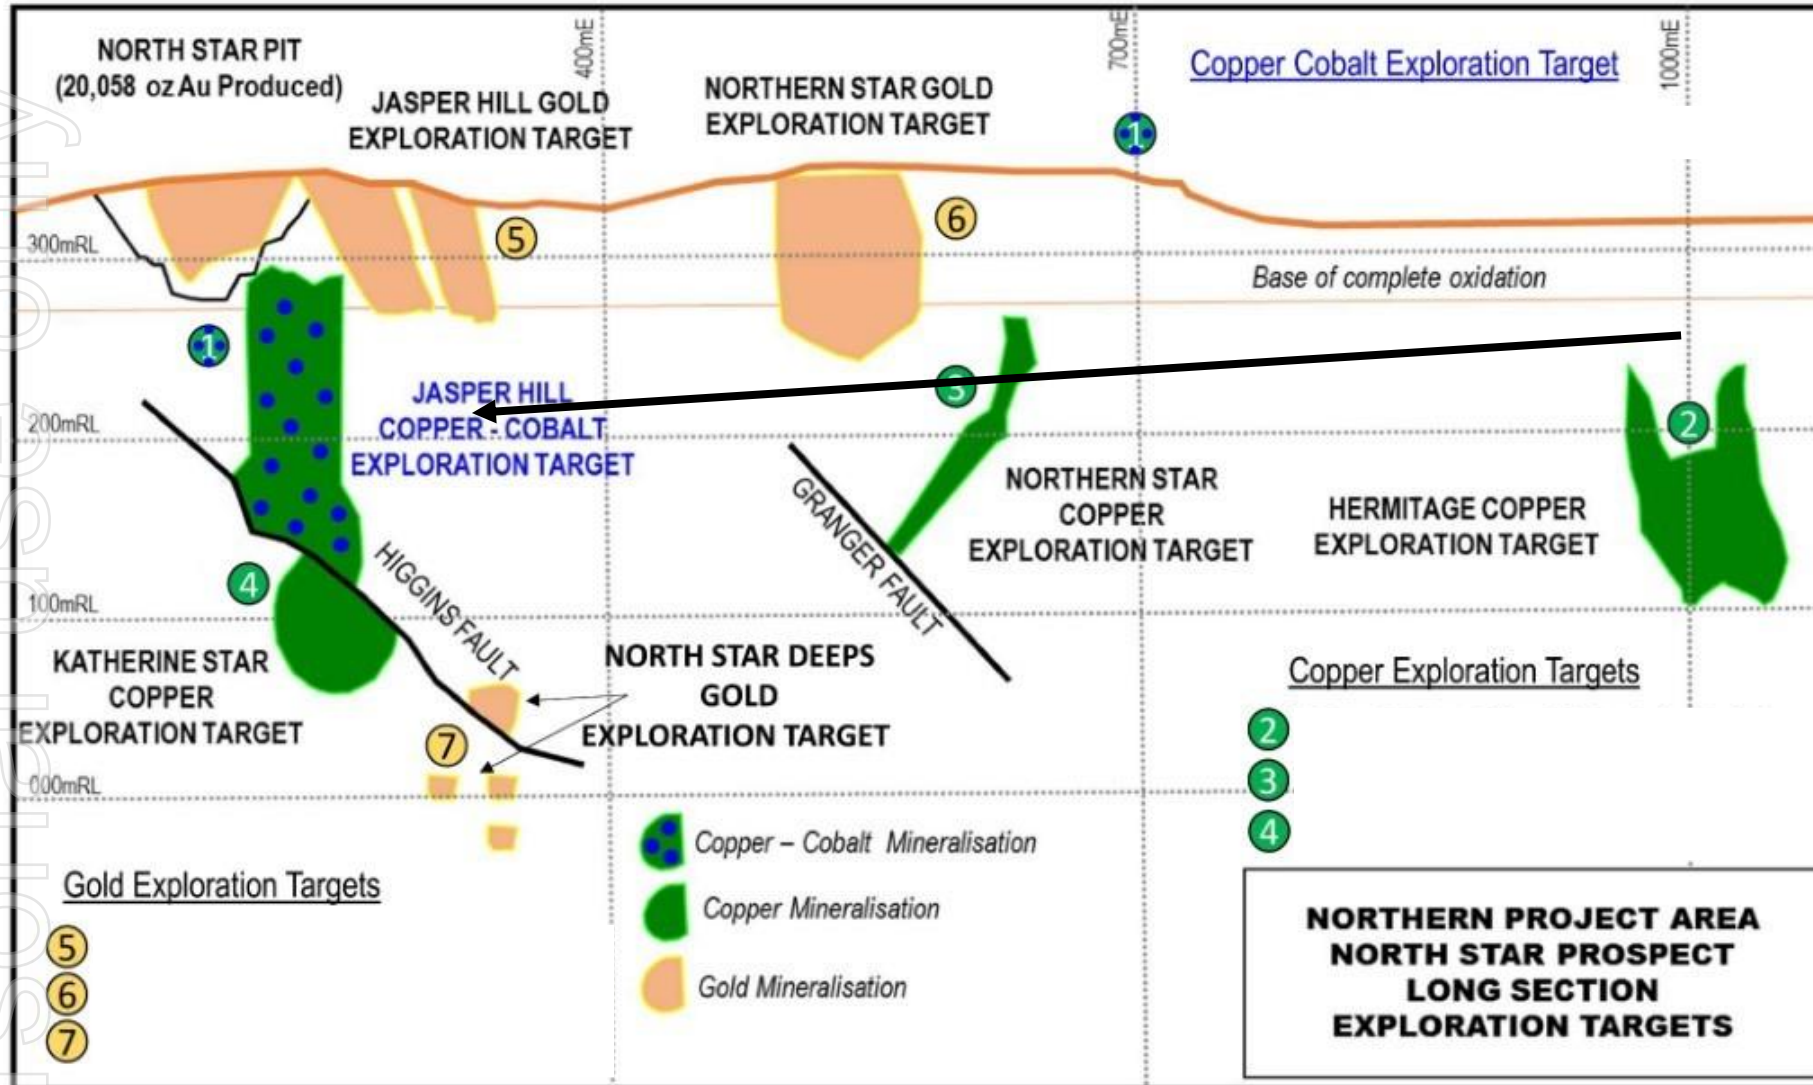 NORTH STAR PIT
(20,058 oz Au Produced)
JASPER HILL GOLD
EXPLORATION TARGET
400mE
NORTHERN STAR GOLD
EXPLORATION TARGET
700mE
Copper Cobalt Exploration Target
1
1000mE
5
6
300mRL
Base of complete oxidation
1
JASPER HILL
COPPER - COBALT
EXPLORATION TARGET
3
2
200mRL
GRANGER FAULT
NORTHERN STAR
COPPER
EXPLORATION TARGET
HERMITAGE COPPER
EXPLORATION TARGET
4
HIGGINS FAULT
100mRL
KATHERINE STAR
COPPER
EXPLORATION TARGET
NORTH STAR DEEPS
GOLD
EXPLORATION TARGET
7
000mRL
Copper Exploration Targets
2
3
4
Copper – Cobalt Mineralisation
Copper Mineralisation
Gold Mineralisation
Gold Exploration Targets
5
6
7
NORTHERN PROJECT AREA
NORTH STAR PROSPECT
LONG SECTION
EXPLORATION TARGETS